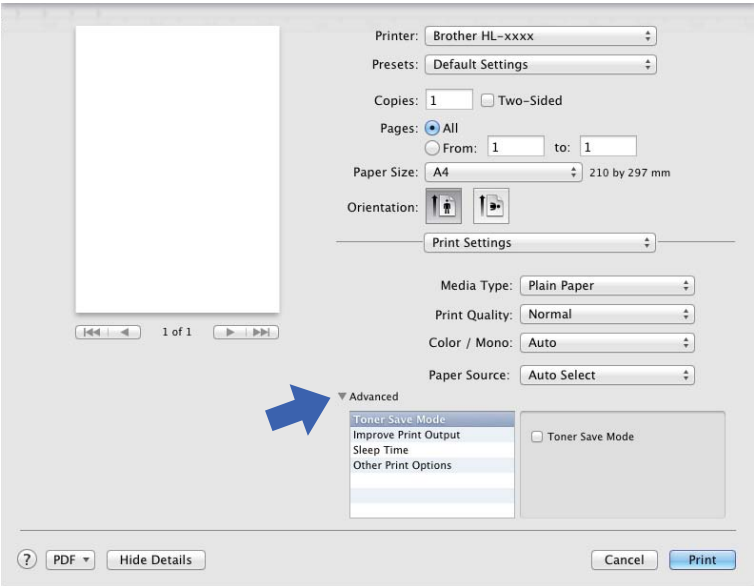 Printer: Brother HL-xxxx
Presets: Default Settings
Copies: 1 Two-Sided
Pages: All
From: 1 to: 1
Paper Size: A4 210 by 297 mm
Orientation:
Print Settings
Media Type: Plain Paper
Print Quality: Normal
1 of 1
Color / Mono: Auto
Paper Source: Auto Select
Advanced
Toner Save Mode
Improve Print Output
Sleep Time
Other Print Options
Toner Save Mode
? PDF Hide Details Cancel Print